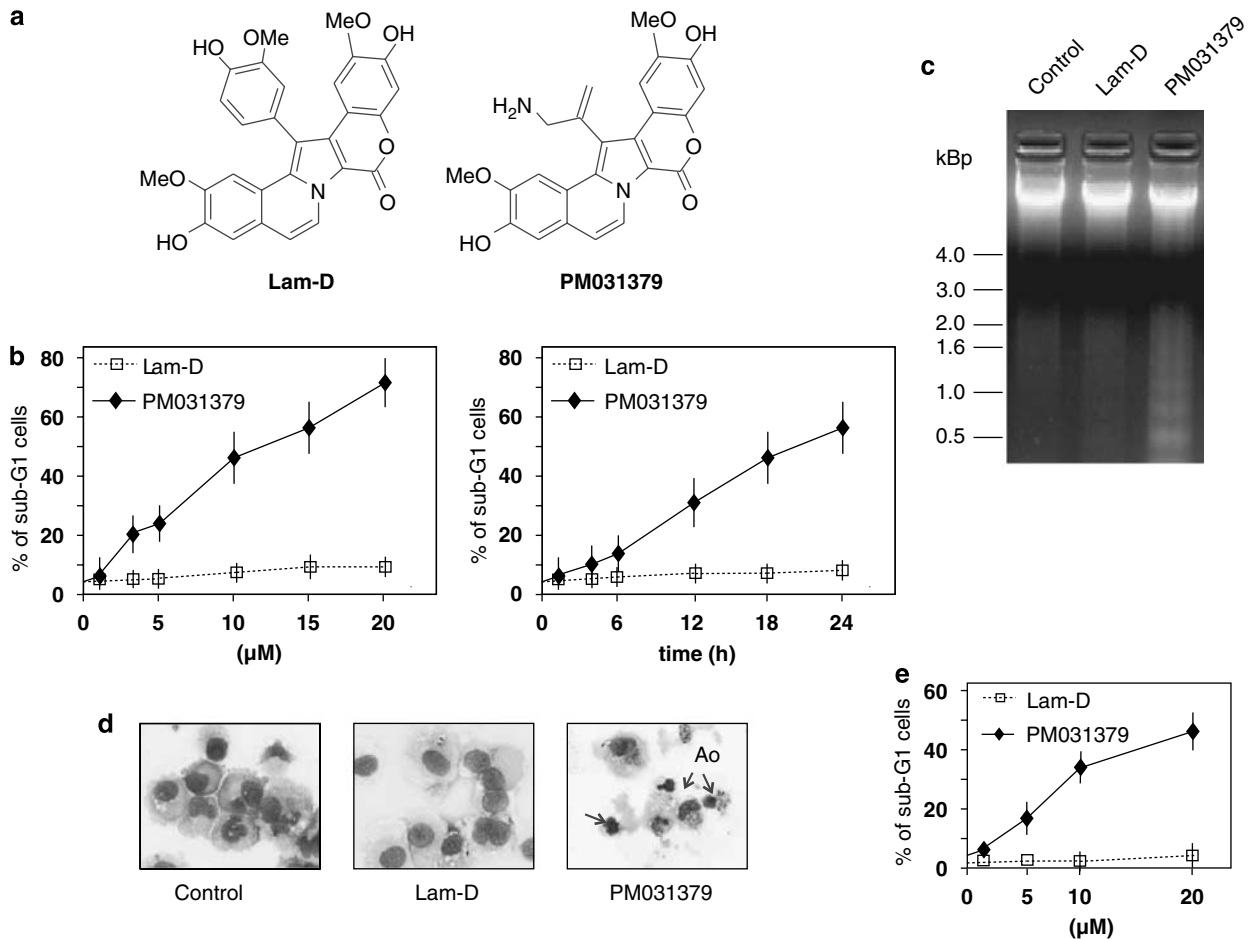 a
HO
OMe
MeO
OH
MeO
HO
N
O
O
Lam-D
H₂N
MeO
OH
MeO
HO
N
O
O
PM031379
c
Control
Lam-D
PM031379
kBp
4.0
3.0
2.0
1.6
1.0
0.5
b
% of sub-G1 cells
80
60
40
20
0
Lam-D
PM031379
0 5 10 15 20
(µM)
% of sub-G1 cells
80
60
40
20
0
Lam-D
PM031379
0 6 12 18 24
time (h)
d
Control
Lam-D
Ao
PM031379
e
% of sub-G1 cells
60
40
20
0
Lam-D
PM031379
0 5 10 20
(µM)